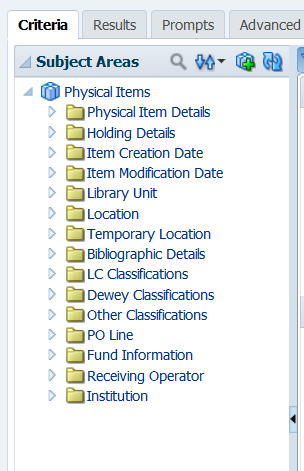 Criteria
Results
Prompts
Advanced
Subject Areas
Physical Items
Physical Item Details
Holding Details
Item Creation Date
Item Modification Date
Library Unit
Location
Temporary Location
Bibliographic Details
LC Classifications
Dewey Classifications
Other Classifications
PO Line
Fund Information
Receiving Operator
Institution